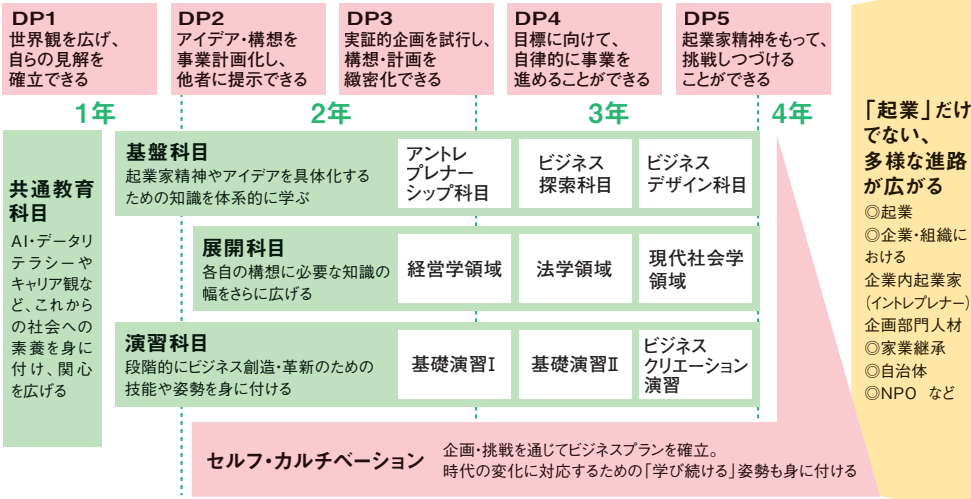 DP1
世界観を広げ、
自らの見解を
確立できる
DP2
アイデア・構想を
事業計画化し、
他者に提示できる
DP3
実証的企画を試行し、
構想・計画を
緻密化できる
DP4
目標に向けて、
自律的に事業を
進めることができる
DP5
起業家精神をもって、
挑戦しつづける
ことができる
1年
2年
3年
4年
共通教育
科目
AI・データリ
テラシーや
キャリア観な
ど、これから
の社会への
素養を身に
付け、関心
を広げる
基盤科目
起業家精神やアイデアを具体化する
ための知識を体系的に学ぶ
アントレ
プレナー
シップ科目
ビジネス
探索科目
ビジネス
デザイン科目
展開科目
各自の構想に必要な知識の
幅をさらに広げる
経営学領域
法学領域
現代社会学
領域
演習科目
段階的にビジネス創造・革新のための
技能や姿勢を身に付ける
基礎演習Ⅰ
基礎演習Ⅱ
ビジネス
クリエーション
演習
セルフ・カルチベーション
企画・挑戦を通じてビジネスプランを確立。
時代の変化に対応するための「学び続ける」姿勢も身に付ける
「起業」だけ
でない、
多様な進路
が広がる
◎起業
◎企業・組織に
おける
企業内起業家
(イントレプレナー)
企画部門人材
◎家業継承
◎自治体
◎NPO など